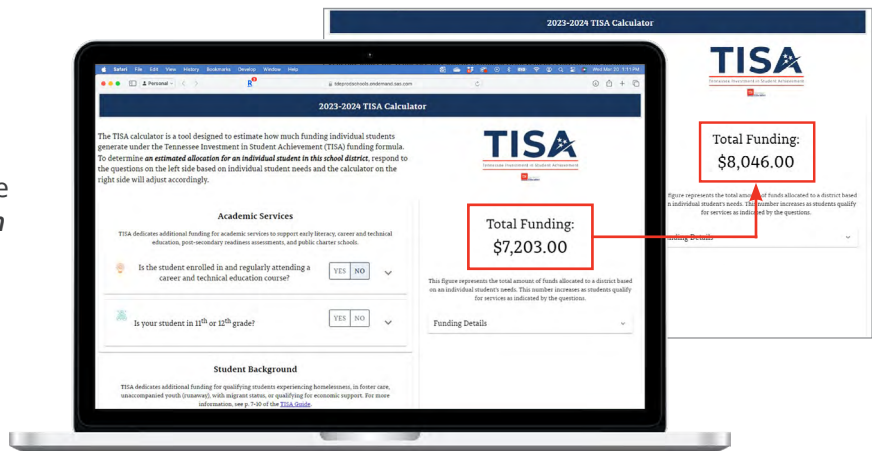 2023-2024 TISA Calculator
TISA
Tennessee Investment in Student Achievement
Total Funding:
$8,046.00
figure represents the total amount of funds allocated to a district based
n individual student's needs. This number increases as students qualify
for services as indicated by the questions.
nding Details
e
n
Safari File Edit View History Bookmarks Develop Window Help
Wed Mar 20 1:11 PM
Personal
tdeprodschools.ondemand.sas.com
2023-2024 TISA Calculator
The TISA calculator is a tool designed to estimate how much funding individual students
generate under the Tennessee Investment in Student Achievement (TISA) funding formula.
To determine an estimated allocation for an individual student in this school district, respond to
the questions on the left side based on individual student needs and the calculator on the
right side will adjust accordingly.
Academic Services
TISA dedicates additional funding for academic services to support early literacy, career and technical
education, post-secondary readiness assessments, and public charter schools.
Is the student enrolled in and regularly attending a
career and technical education course?
YES NO
Is your student in 11th or 12th grade?
YES NO
Student Background
TISA dedicates additional funding for qualifying students experiencing homelessness, in foster care,
unaccompanied youth (runaway), with migrant status, or qualifying for economic support. For more
information, see p. 7-10 of the TISA Guide.
TISA
Tennessee Investment in Student Achievement
Total Funding:
$7,203.00
This figure represents the total amount of funds allocated to a district based
on an individual student's needs. This number increases as students qualify
for services as indicated by the questions.
Funding Details